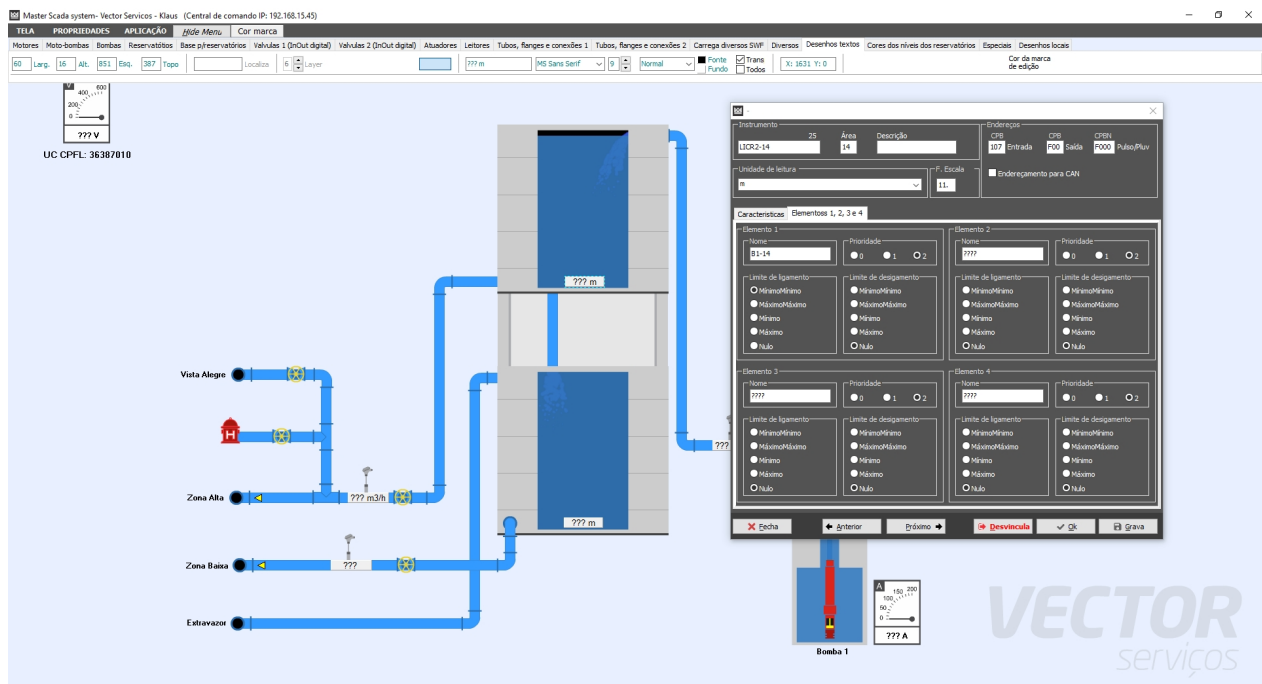 Master Scada system- Vector Servicos - Klaus (Central de comando IP: 192.168.15.45)
TELA PROPRIEDADES APLICAÇÃO Hide Menu Cor marca
Motores Moto-bombas Bombas Reservatótios Base p/reservatórios Valvulas 1 (InOut digital) Valvulas 2 (InOut digital) Atuadores Leitores Tubos, flanges e conexões 1 Tubos, flanges e conexões 2 Carrega diversos SWF Diversos Desenhos textos Cores dos níveis dos reservatórios Especiais Desenhos locais
60 Larg. 16 Alt. 851 Esq. 387 Topo Localiza 6 Layer ??? m MS Sans Serif 9 Normal Fonte Trans X: 1631 Y: 0 Cor da marca
Fundo Todos de edição
V
400 600
200
0
??? V
UC CPFL: 36387010
??? m
Vista Alegre
H
Zona Alta
??? m3/h
???
??? m
Zona Baixa
???
Extravazor
Instrumento
25 Área Descrição
LICR2-14 14
Endereços
CPB CPB CPBN
107 Entrada F00 Saída F000 Pulso/Pluv
Endereçamento para CAN
Unidade de leitura F. Escala
m 11.
Caracteristicas Elementoss 1, 2, 3 e 4
Elemento 1
Nome Prioridade
B1-14 0 1 2
Limite de ligamento Limite de desigamento
MínimoMínimo MínimoMínimo
MáximoMáximo MáximoMáximo
Mínimo Mínimo
Máximo Máximo
Nulo Nulo
Elemento 2
Nome Prioridade
???? 0 1 2
Limite de ligamento Limite de desigamento
MínimoMínimo MínimoMínimo
MáximoMáximo MáximoMáximo
Mínimo Mínimo
Máximo Máximo
Nulo Nulo
Elemento 3
Nome Prioridade
???? 0 1 2
Limite de ligamento Limite de desigamento
MínimoMínimo MínimoMínimo
MáximoMáximo MáximoMáximo
Mínimo Mínimo
Máximo Máximo
Nulo Nulo
Elemento 4
Nome Prioridade
???? 0 1 2
Limite de ligamento Limite de desigamento
MínimoMínimo MínimoMínimo
MáximoMáximo MáximoMáximo
Mínimo Mínimo
Máximo Máximo
Nulo Nulo
Fecha Anterior Próximo Desvincula Ok Grava
A
150 200
100
50
0
??? A
Bomba 1
VECTOR
serviços